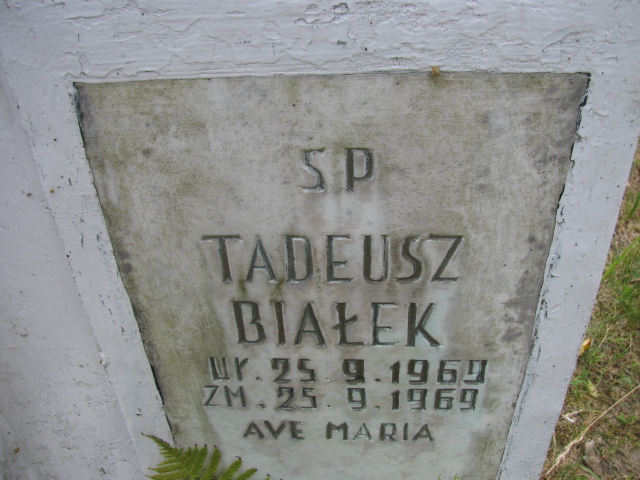 SP
TADEUSZ
BIAŁEK
UR. 25. 9. 1969
ZM. 25. 9. 1969
AVE MARIA